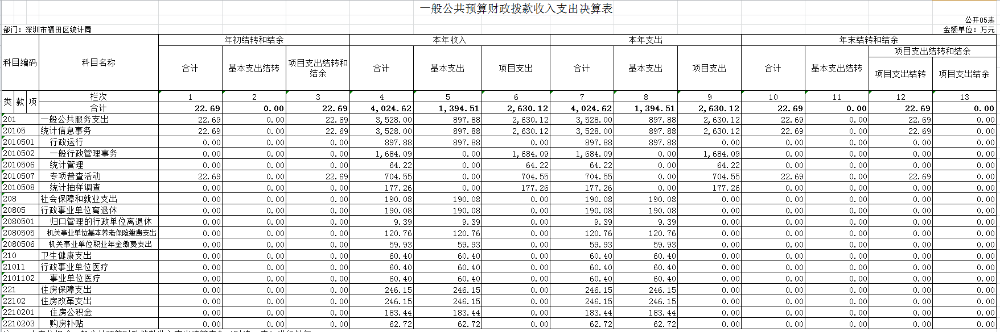 一般公共预算财政拨款收入支出决算表
公开05表
部门：深圳市福田区统计局 金额单位：万元
科目编码 科目名称 年初结转和结余 本年收入 本年支出 年末结转和结余
合计 基本支出结转 项目支出结转和结余 合计 基本支出 项目支出 合计 基本支出 项目支出 合计 基本支出结转 项目支出结转和结余
项目支出结转 项目支出结余
类 款 项 栏次 1 2 3 4 5 6 7 8 9 10 11 12 13
合计 22.69 0.00 22.69 4,024.62 1,394.51 2,630.12 4,024.62 1,394.51 2,630.12 22.69 0.00 22.69 0.00
201 一般公共服务支出 22.69 0.00 22.69 3,528.00 897.88 2,630.12 3,528.00 897.88 2,630.12 22.69 0.00 22.69 0.00
20105 统计信息事务 22.69 0.00 22.69 3,528.00 897.88 2,630.12 3,528.00 897.88 2,630.12 22.69 0.00 22.69 0.00
2010501 行政运行 0.00 0.00 0.00 897.88 897.88 0.00 897.88 897.88 0.00 0.00 0.00 0.00 0.00
2010502 一般行政管理事务 0.00 0.00 0.00 1,684.09 0.00 1,684.09 1,684.09 0.00 1,684.09 0.00 0.00 0.00 0.00
2010506 统计管理 0.00 0.00 0.00 64.22 0.00 64.22 64.22 0.00 64.22 0.00 0.00 0.00 0.00
2010507 专项普查活动 22.69 0.00 22.69 704.55 0.00 704.55 704.55 0.00 704.55 22.69 0.00 22.69 0.00
2010508 统计抽样调查 0.00 0.00 0.00 177.26 0.00 177.26 177.26 0.00 177.26 0.00 0.00 0.00 0.00
208 社会保障和就业支出 0.00 0.00 0.00 190.08 190.08 0.00 190.08 190.08 0.00 0.00 0.00 0.00 0.00
20805 行政事业单位离退休 0.00 0.00 0.00 190.08 190.08 0.00 190.08 190.08 0.00 0.00 0.00 0.00 0.00
2080501 归口管理的行政单位离退休 0.00 0.00 0.00 9.39 9.39 0.00 9.39 9.39 0.00 0.00 0.00 0.00 0.00
2080505 机关事业单位基本养老保险缴费支出 0.00 0.00 0.00 120.76 120.76 0.00 120.76 120.76 0.00 0.00 0.00 0.00 0.00
2080506 机关事业单位职业年金缴费支出 0.00 0.00 0.00 59.93 59.93 0.00 59.93 59.93 0.00 0.00 0.00 0.00 0.00
210 卫生健康支出 0.00 0.00 0.00 60.40 60.40 0.00 60.40 60.40 0.00 0.00 0.00 0.00 0.00
21011 行政事业单位医疗 0.00 0.00 0.00 60.40 60.40 0.00 60.40 60.40 0.00 0.00 0.00 0.00 0.00
2101102 事业单位医疗 0.00 0.00 0.00 60.40 60.40 0.00 60.40 60.40 0.00 0.00 0.00 0.00 0.00
221 住房保障支出 0.00 0.00 0.00 246.15 246.15 0.00 246.15 246.15 0.00 0.00 0.00 0.00 0.00
22102 住房改革支出 0.00 0.00 0.00 246.15 246.15 0.00 246.15 246.15 0.00 0.00 0.00 0.00 0.00
2210201 住房公积金 0.00 0.00 0.00 183.44 183.44 0.00 183.44 183.44 0.00 0.00 0.00 0.00 0.00
2210203 购房补贴 0.00 0.00 0.00 62.72 62.72 0.00 62.72 62.72 0.00 0.00 0.00 0.00 0.00